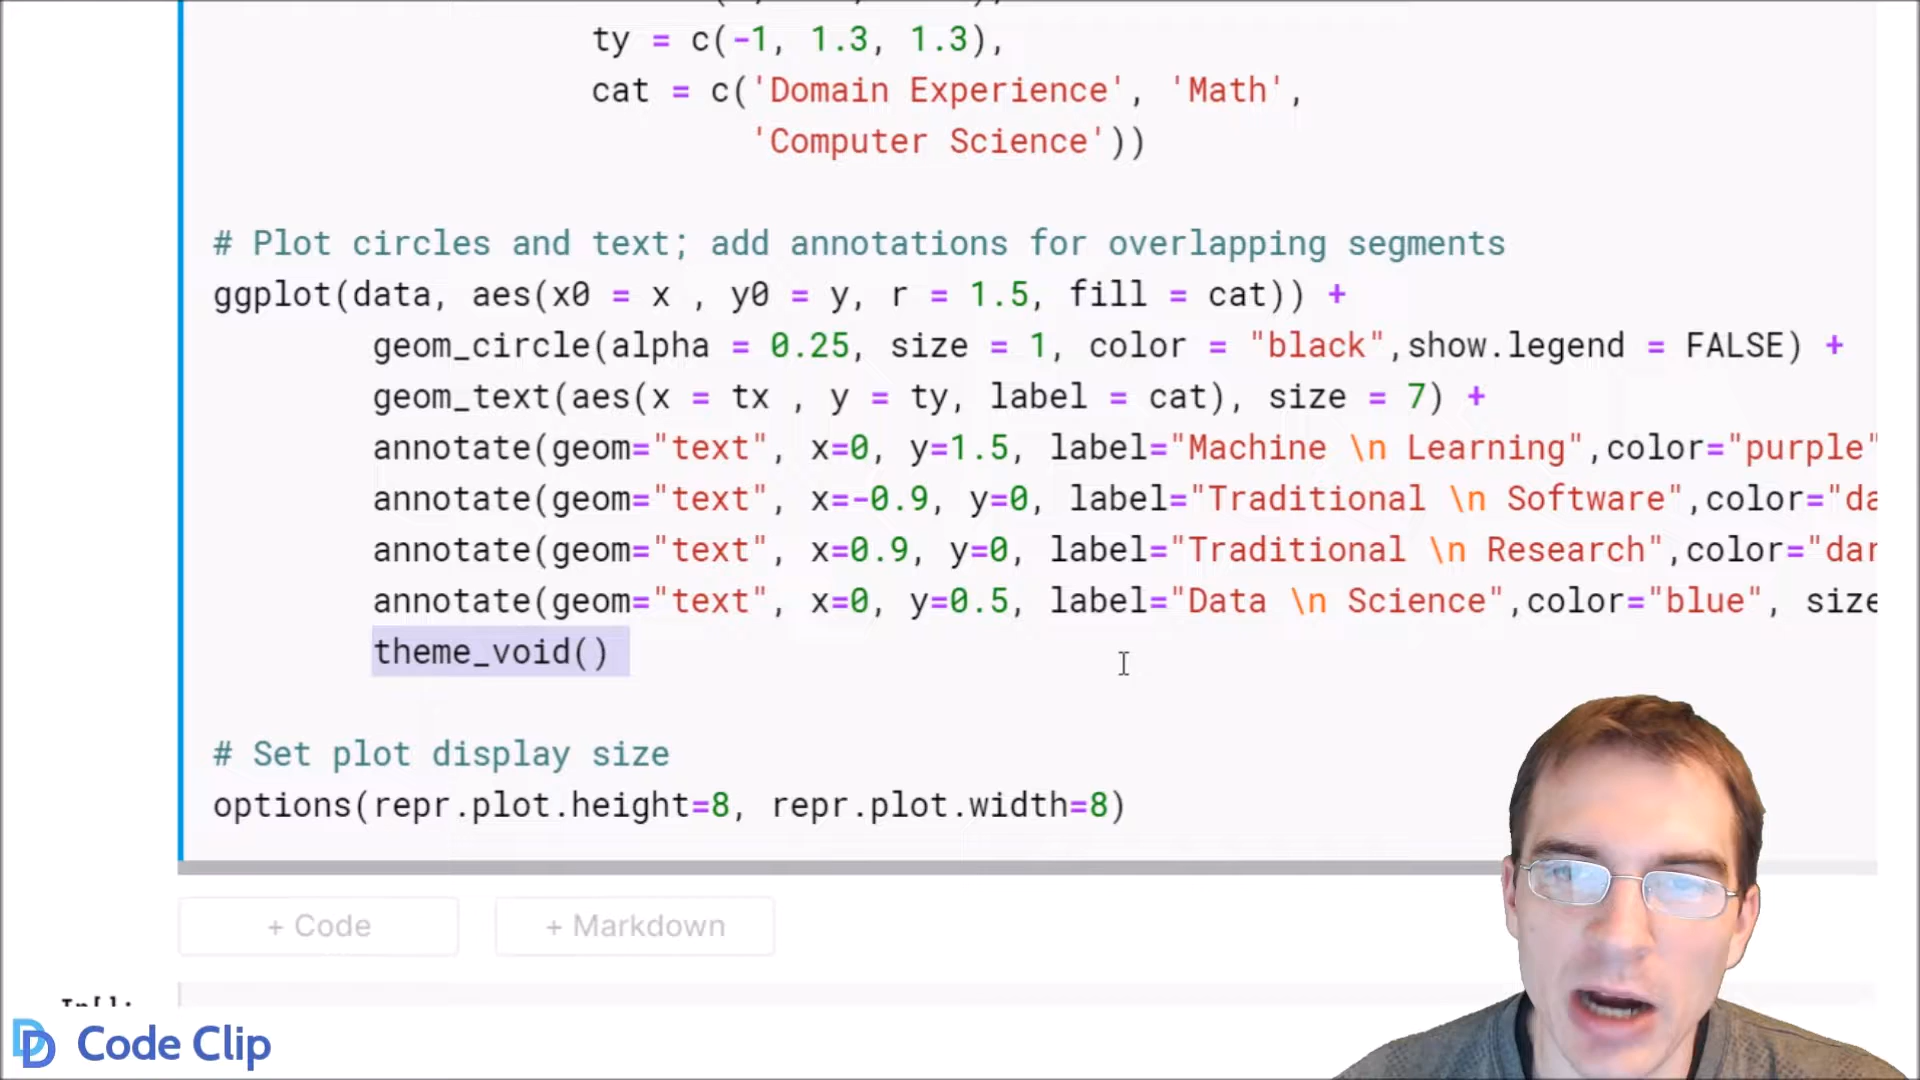 ty = c(-1, 1.3, 1.3),
cat = c('Domain Experience', 'Math',
'Computer Science'))
# Plot circles and text; add annotations for overlapping segments
ggplot(data, aes(x0 = x , y0 = y, r = 1.5, fill = cat)) +
geom_circle(alpha = 0.25, size = 1, color = "black",show.legend = FALSE) +
geom_text(aes(x = tx , y = ty, label = cat), size = 7) +
annotate(geom="text", x=0, y=1.5, label="Machine \n Learning",color="purple"
annotate(geom="text", x=-0.9, y=0, label="Traditional \n Software",color="da
annotate(geom="text", x=0.9, y=0, label="Traditional \n Research",color="dar
annotate(geom="text", x=0, y=0.5, label="Data \n Science",color="blue", size
theme_void()
# Set plot display size
options(repr.plot.height=8, repr.plot.width=8)
+ Code
+ Markdown
In[]:
Code Clip